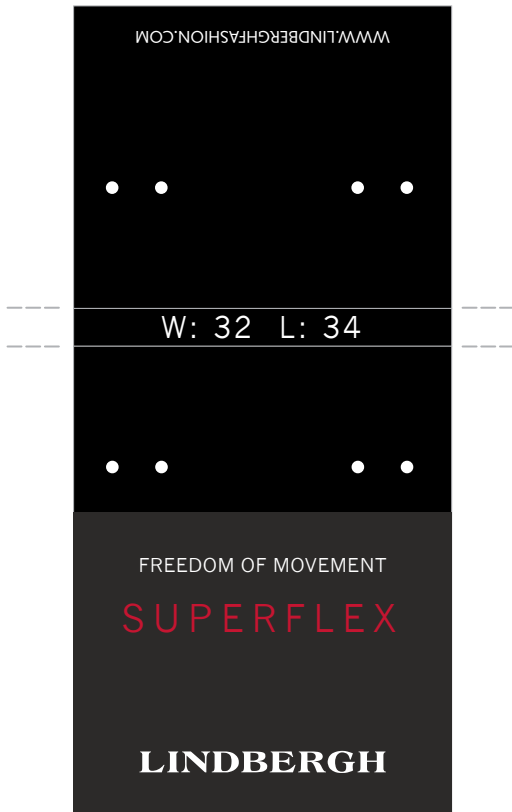 WWW.LINDBERGHFASHION.COM
W: 32 L: 34
FREEDOM OF MOVEMENT
SUPERFLEX
LINDBERGH